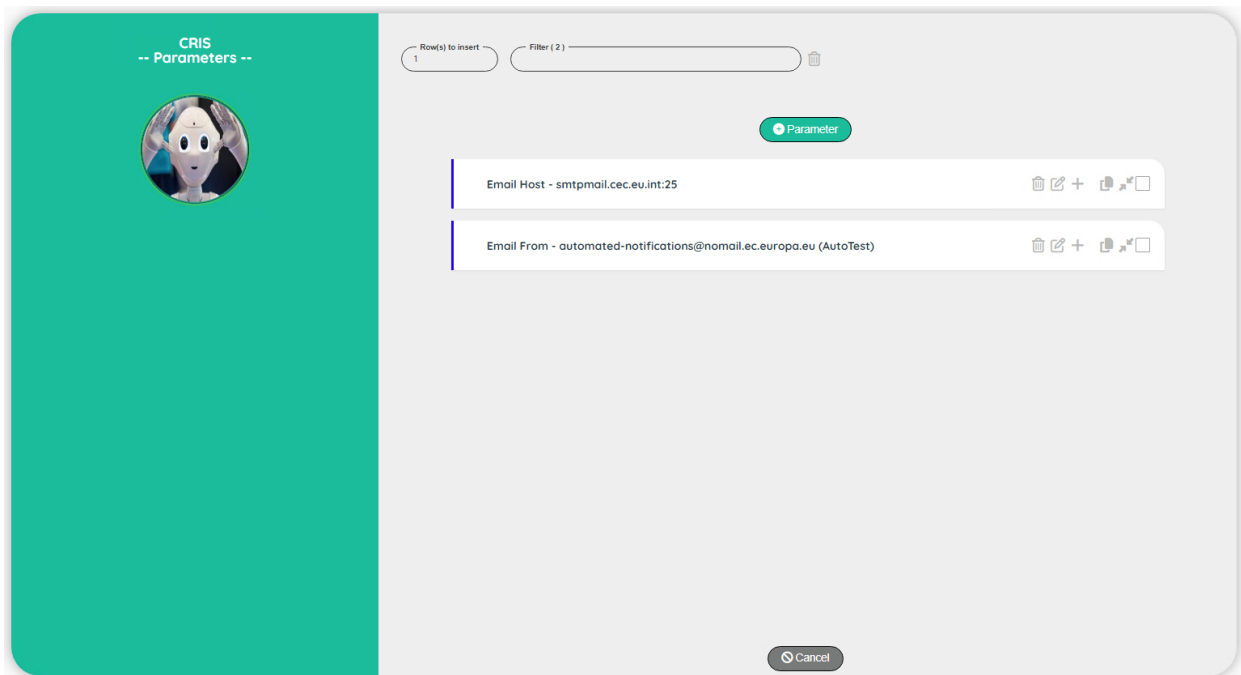 CRIS
-- Parameters --
Row(s) to insert
1
Filter ( 2 )
Parameter
Email Host - smtpmail.cec.eu.int:25
Email From - automated-notifications@nomail.ec.europa.eu (AutoTest)
Cancel